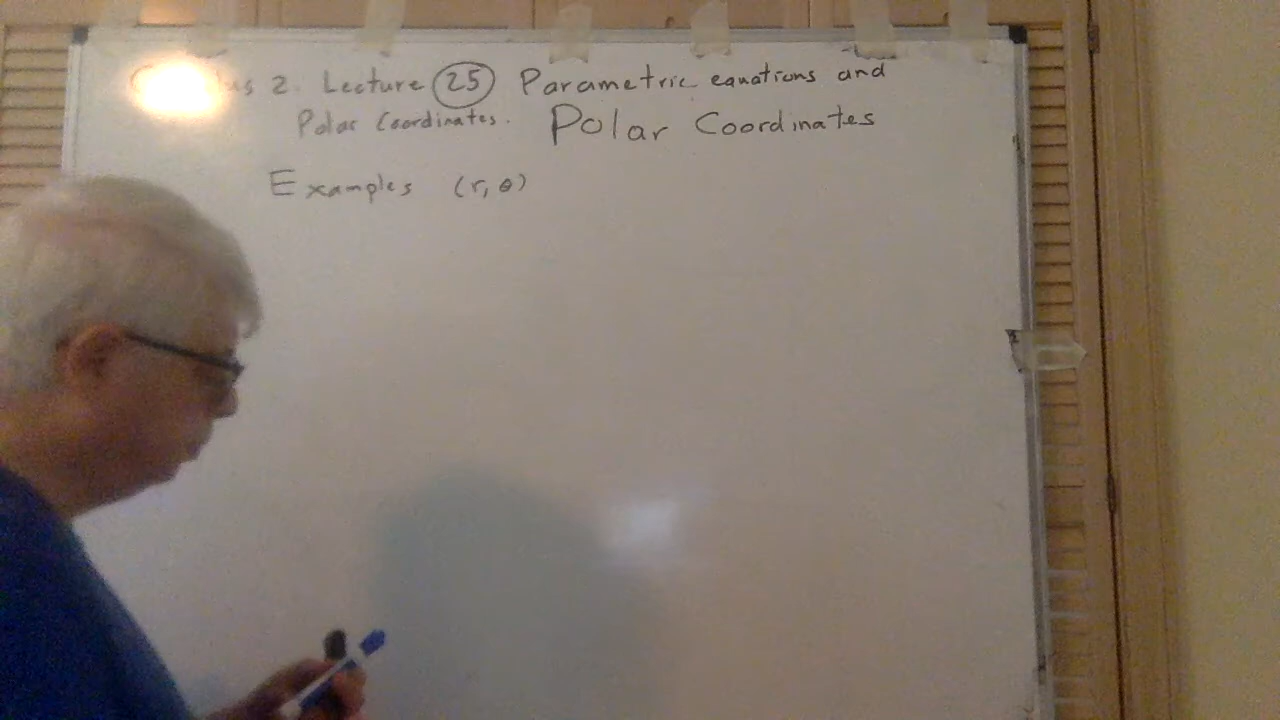 2. Lecture 25 Parametric equations and
Polar Coordinates. Polar Coordinates
Examples (r, θ)